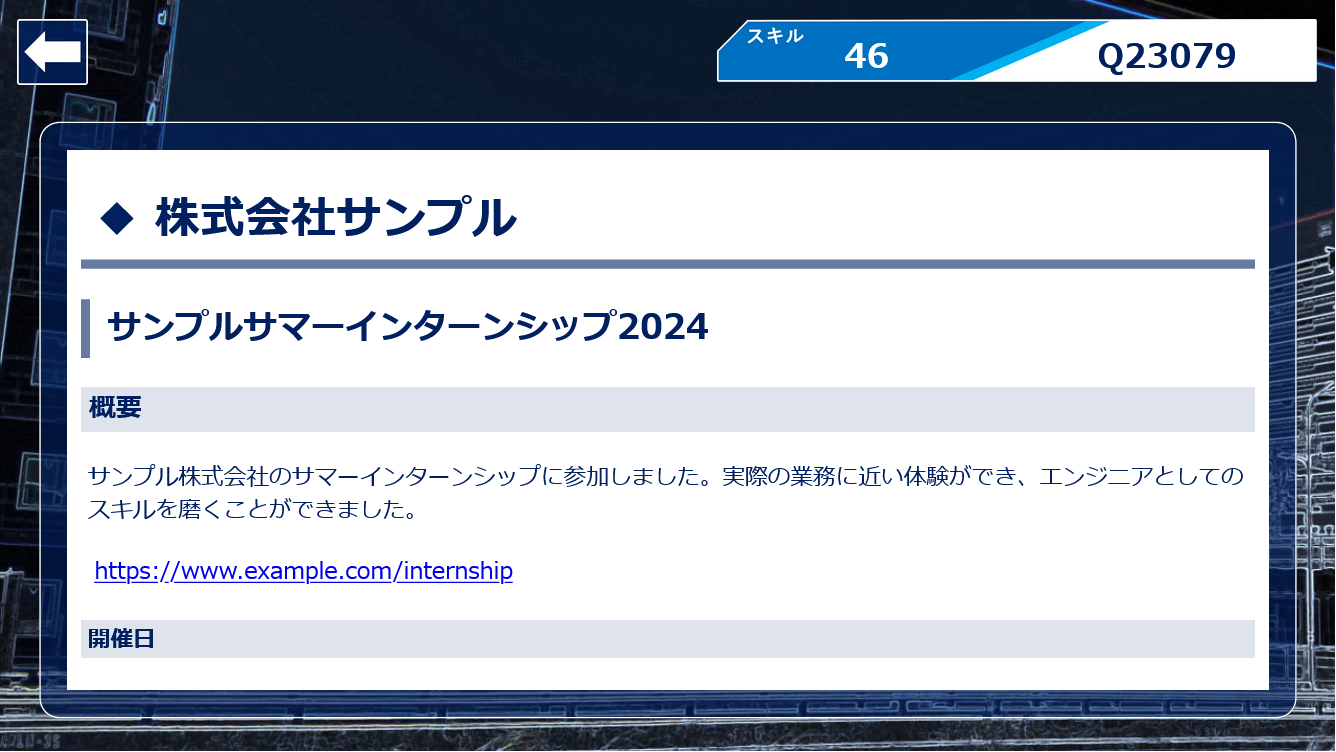 スキル
46
Q23079
◆ 株式会社サンプル
サンプルサマーインターンシップ2024
概要
サンプル株式会社のサマーインターンシップに参加しました。実際の業務に近い体験ができ、エンジニアとしての
スキルを磨くことができました。
https://www.example.com/internship
開催日